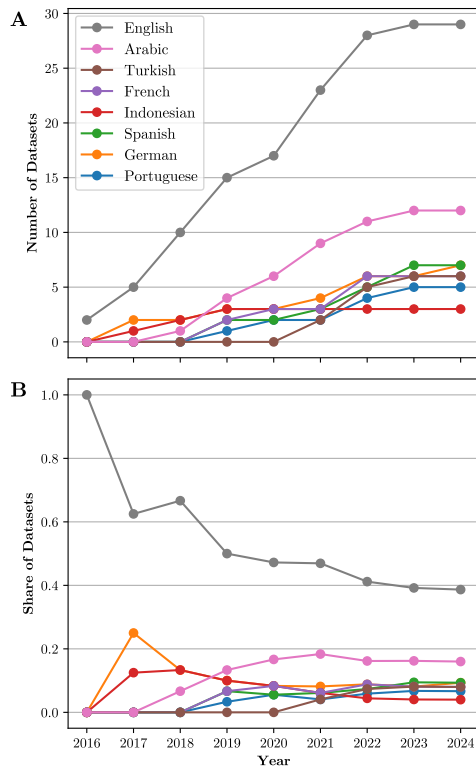 A
30
25
20
15
10
5
0
Number of Datasets
English
Arabic
Turkish
French
Indonesian
Spanish
German
Portuguese
B
1.0
0.8
0.6
0.4
0.2
0.0
Share of Datasets
2016 2017 2018 2019 2020 2021 2022 2023 2024
Year